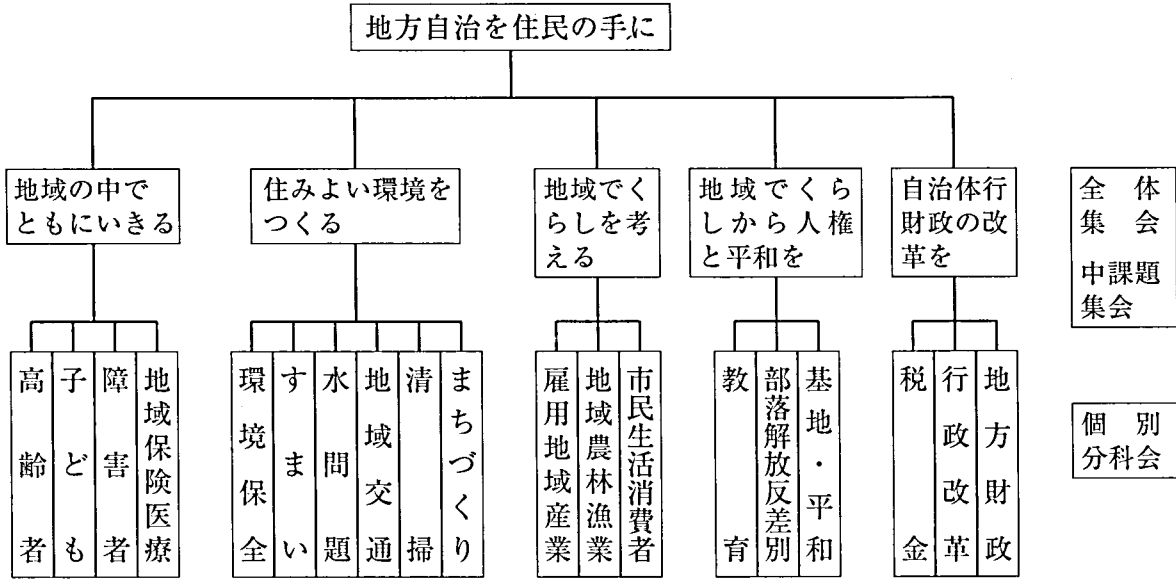 地方自治を住民の手に
地域の中で
ともにいきる
住みよい環境を
つくる
地域でく
らしを考
える
地域でくら
しから人権
と平和を
自治体行
財政の改
革を
全体
集会
中課題
集会
高齢者
子ども
障害者
地域保険医療
環境保全
すまい
水問題
地域交通
清掃
まちづくり
雇用地域産業
地域農林漁業
市民生活消費者
教育
部落解放反差別
基地・平和
税金
行政改革
地方財政
個別
分科会